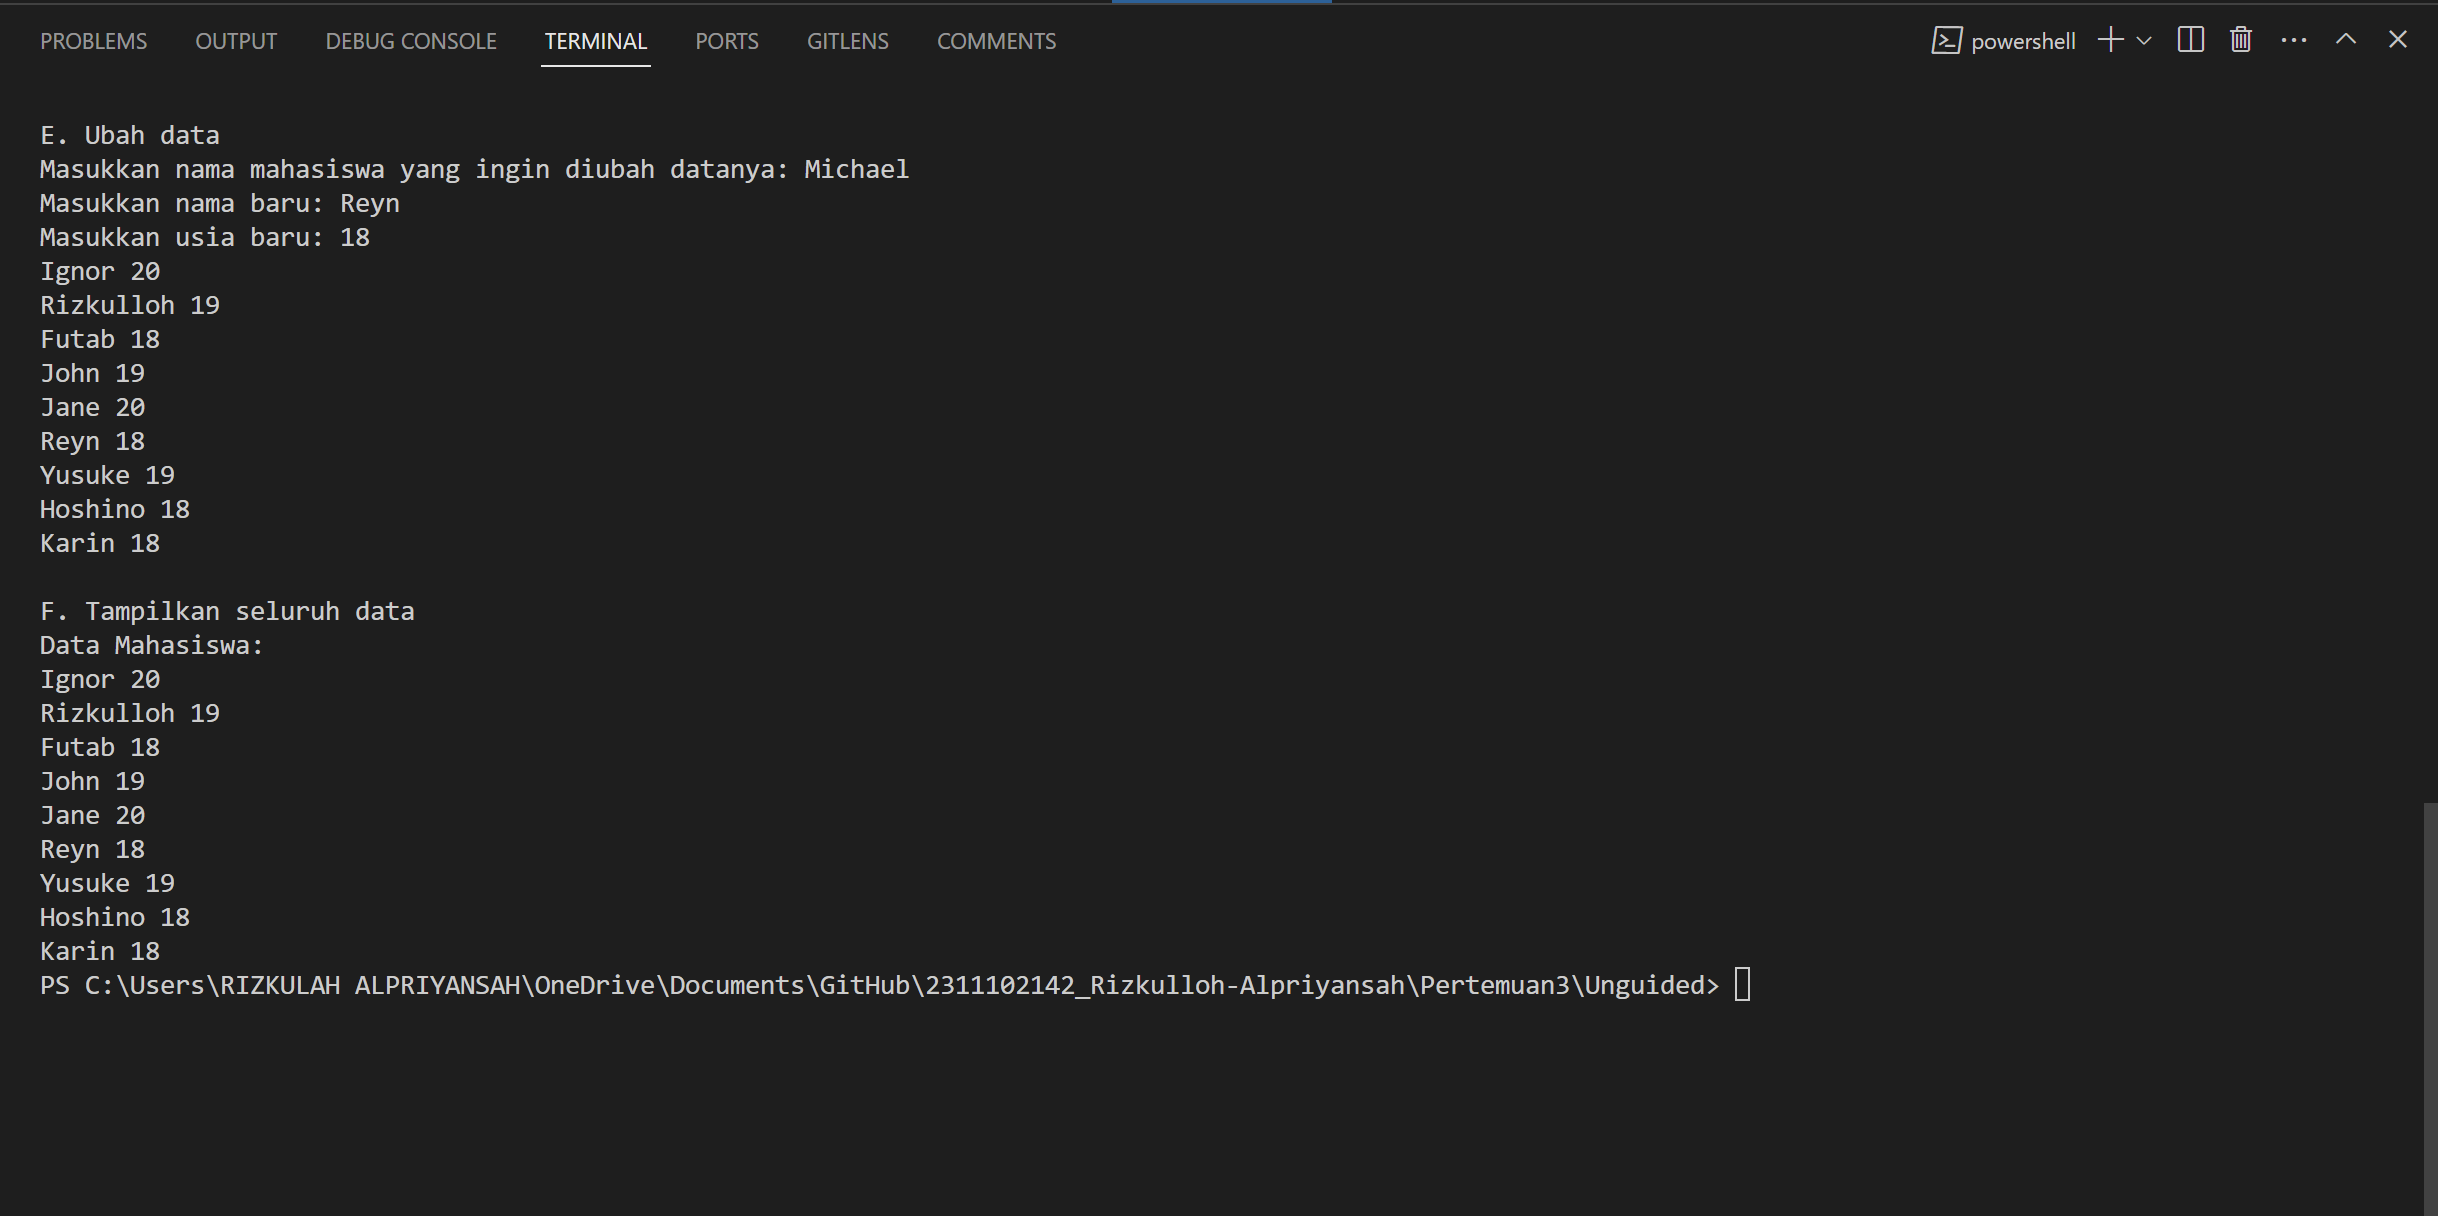 PROBLEMS OUTPUT DEBUG CONSOLE TERMINAL PORTS GITLENS COMMENTS powershell
E. Ubah data
Masukkan nama mahasiswa yang ingin diubah datanya: Michael
Masukkan nama baru: Reyn
Masukkan usia baru: 18
Ignor 20
Rizkulloh 19
Futab 18
John 19
Jane 20
Reyn 18
Yusuke 19
Hoshino 18
Karin 18
F. Tampilkan seluruh data
Data Mahasiswa:
Ignor 20
Rizkulloh 19
Futab 18
John 19
Jane 20
Reyn 18
Yusuke 19
Hoshino 18
Karin 18
PS C:\Users\RIZKULAH ALPRIYANSAH\OneDrive\Documents\GitHub\2311102142_Rizkulloh-Alpriyansah\Pertemuan3\Unguided>